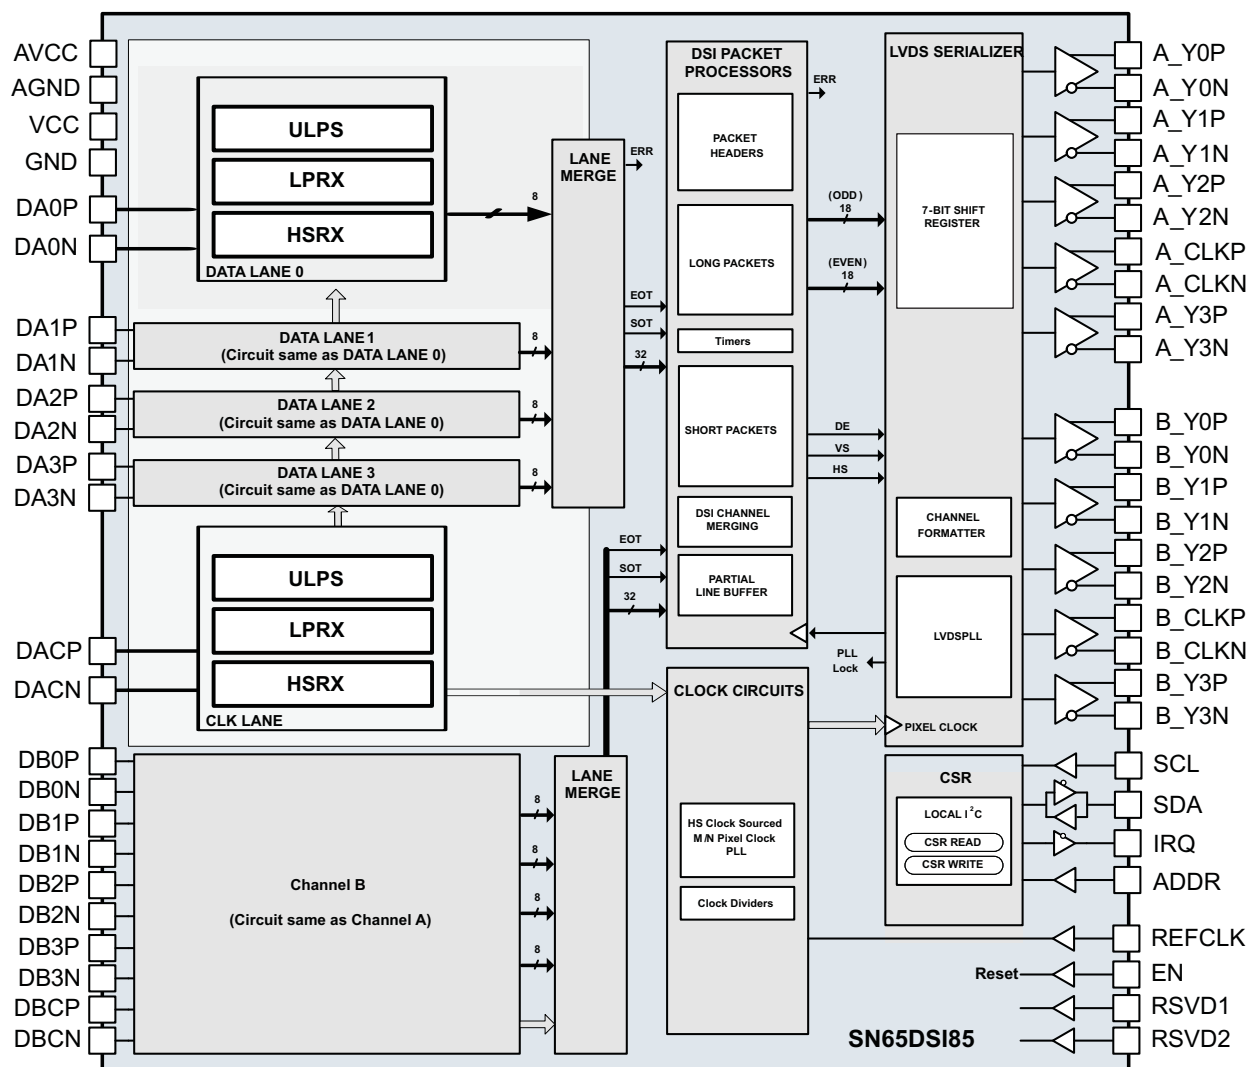 AVCC
AGND
VCC
GND
DA0P
DA0N
DA1P
DA1N
DA2P
DA2N
DA3P
DA3N
DACP
DACN
DB0P
DB0N
DB1P
DB1N
DB2P
DB2N
DB3P
DB3N
DBCP
DBCN
ULPS
LPRX
HSRX
DATA LANE 0
8
DATA LANE 1
(Circuit same as DATA LANE 0)
8
DATA LANE 2
(Circuit same as DATA LANE 0)
8
DATA LANE 3
(Circuit same as DATA LANE 0)
8
ULPS
LPRX
HSRX
CLK LANE
Channel B
(Circuit same as Channel A)
8
8
8
8
LANE
MERGE
ERR
EOT
SOT
32
LANE
MERGE
EOT
SOT
32
DSI PACKET
PROCESSORS
PACKET
HEADERS
LONG PACKETS
Timers
SHORT PACKETS
DSI CHANNEL
MERGING
PARTIAL
LINE BUFFER
ERR
(ODD)
18
(EVEN)
18
DE
VS
HS
PLL
Lock
CLOCK CIRCUITS
HS Clock Sourced
M/N Pixel Clock
PLL
Clock Dividers
LVDS SERIALIZER
7-BIT SHIFT
REGISTER
CHANNEL
FORMATTER
LVDSPLL
PIXEL CLOCK
CSR
LOCAL I2C
CSR READ
CSR WRITE
Reset
SN65DSI85
A_Y0P
A_Y0N
A_Y1P
A_Y1N
A_Y2P
A_Y2N
A_CLKP
A_CLKN
A_Y3P
A_Y3N
B_Y0P
B_Y0N
B_Y1P
B_Y1N
B_Y2P
B_Y2N
B_CLKP
B_CLKN
B_Y3P
B_Y3N
SCL
SDA
IRQ
ADDR
REFCLK
EN
RSVD1
RSVD2